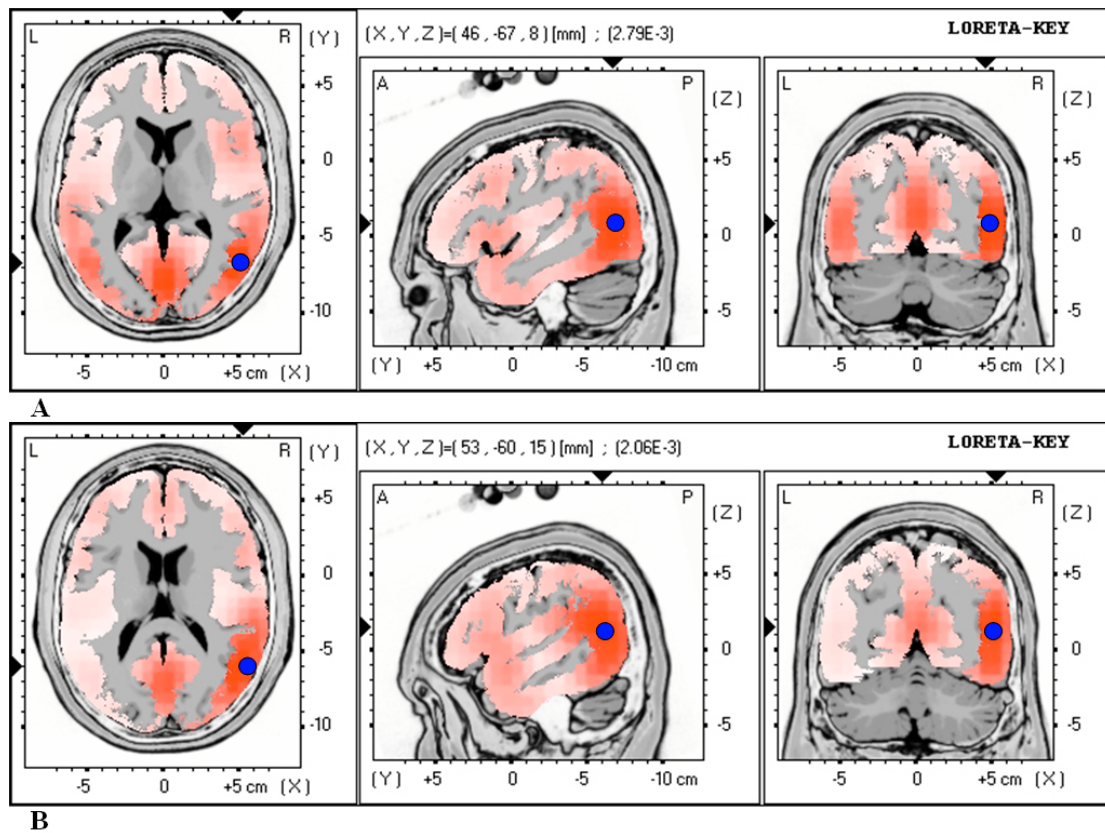 L R (Y) (X,Y,Z)=(46,-67,8)[mm] ; (2.79E-3) LORETA-KEY
A P (Z) L R (Z)
+5 +5 +5
0
-5 0 0
-10 -5 -5
-5 0 +5 cm (X) (Y) +5 0 -5 -10 cm -5 0 +5 cm (X)
A
L R (Y) (X,Y,Z)=(53,-60,15)[mm] ; (2.06E-3) LORETA-KEY
A P (Z) L R (Z)
+5 +5 +5
0
-5 0 0
-10 -5 -5
-5 0 +5 cm (X) (Y) +5 0 -5 -10 cm -5 0 +5 cm (X)
B